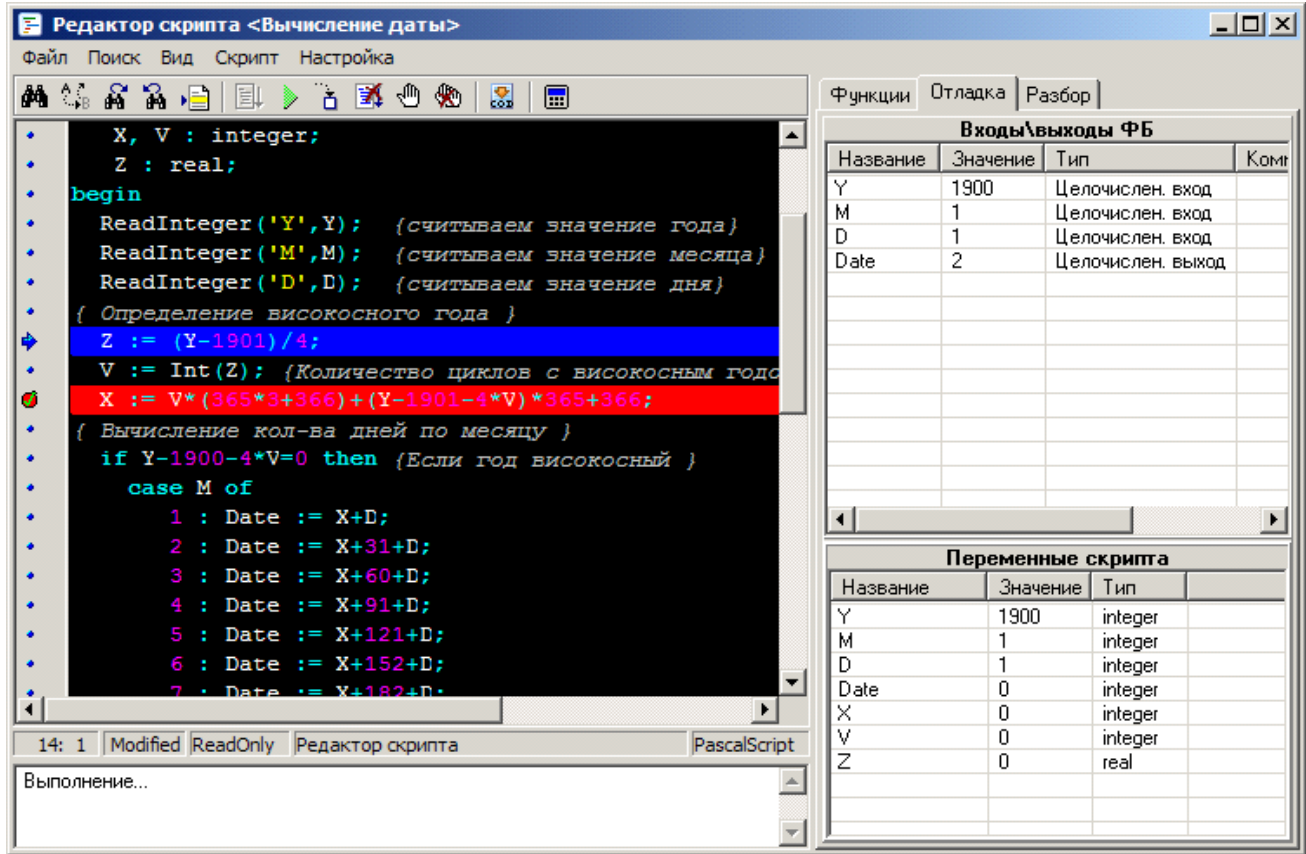 Редактор скрипта <Вычисление даты>
Файл Поиск Вид Скрипт Настройка
Функции Отладка Разбор
X, V : integer;
Z : real;
begin
ReadInteger('Y',Y); {считываем значение года}
ReadInteger('M',M); {считываем значение месяца}
ReadInteger('D',D); {считываем значение дня}
{ Определение високосного года }
Z := (Y-1901)/4;
V := Int(Z); {Количество циклов с високосным годо
X := V*(365*3+366)+(Y-1901-4*V)*365+366;
{ Вычисление кол-ва дней по месяцу }
if Y-1900-4*V=0 then {Если год високосный }
case M of
1 : Date := X+D;
2 : Date := X+31+D;
3 : Date := X+60+D;
4 : Date := X+91+D;
5 : Date := X+121+D;
6 : Date := X+152+D;
7 : Date := X+182+D;
14: 1 Modified ReadOnly Редактор скрипта PascalScript
Выполнение...
Входы\выходы ФБ
Название Значение Тип Комм
Y 1900 Целочислен. вход
M 1 Целочислен. вход
D 1 Целочислен. вход
Date 2 Целочислен. выход
Переменные скрипта
Название Значение Тип
Y 1900 integer
M 1 integer
D 1 integer
Date 0 integer
X 0 integer
V 0 integer
Z 0 real